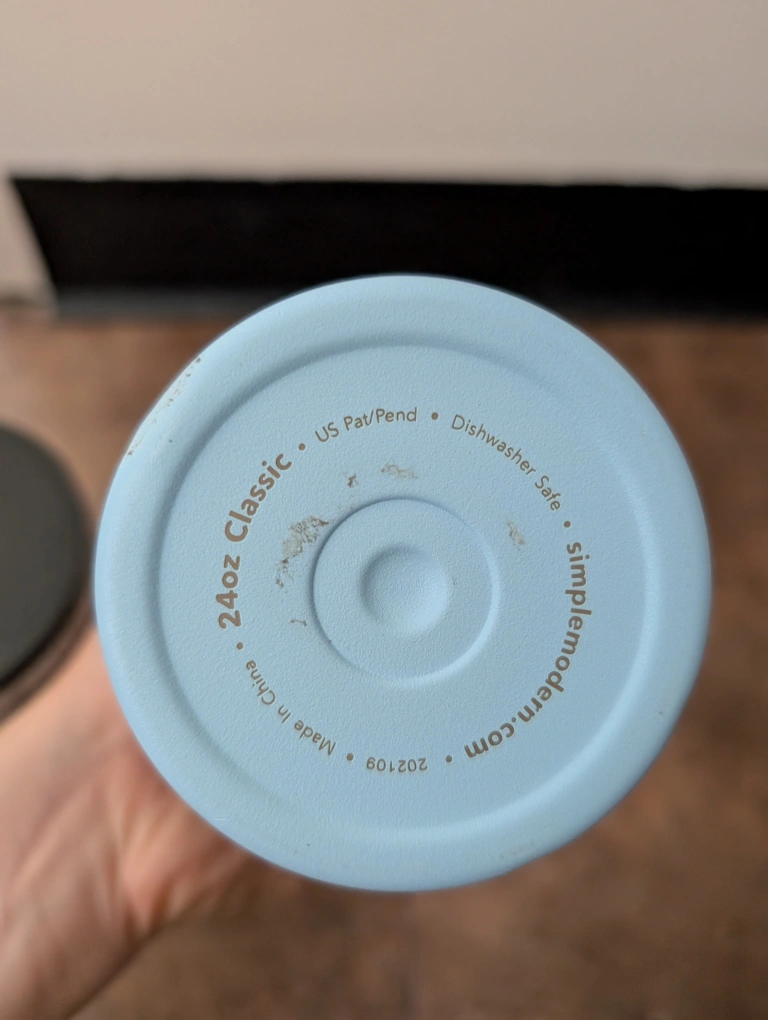 24oz Classic • US Pat/Pend • Dishwasher Safe • simplemodern.com • 202109 • Made In China •